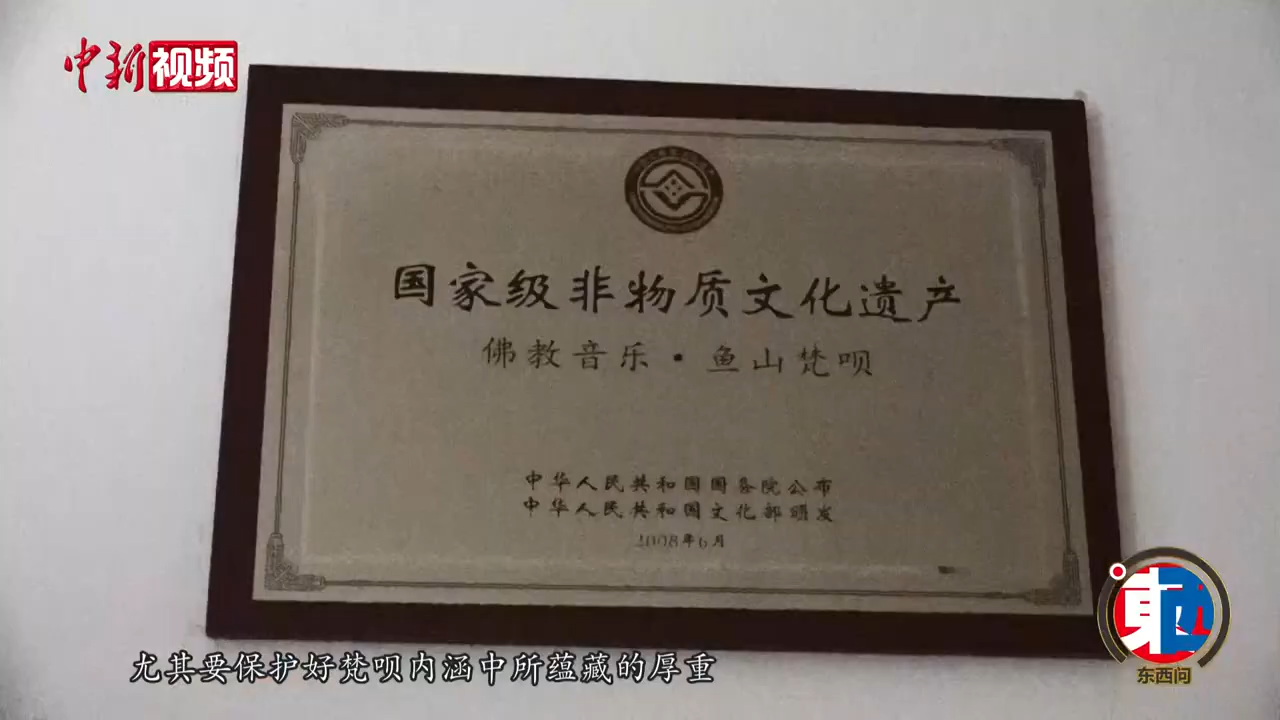 中新视频
国家级非物质文化遗产
佛教音乐·鱼山梵呗
中华人民共和国国务院公布
中华人民共和国文化部颁发
2008年6月
尤其要保护好梵呗内涵中所蕴藏的厚重
东西问